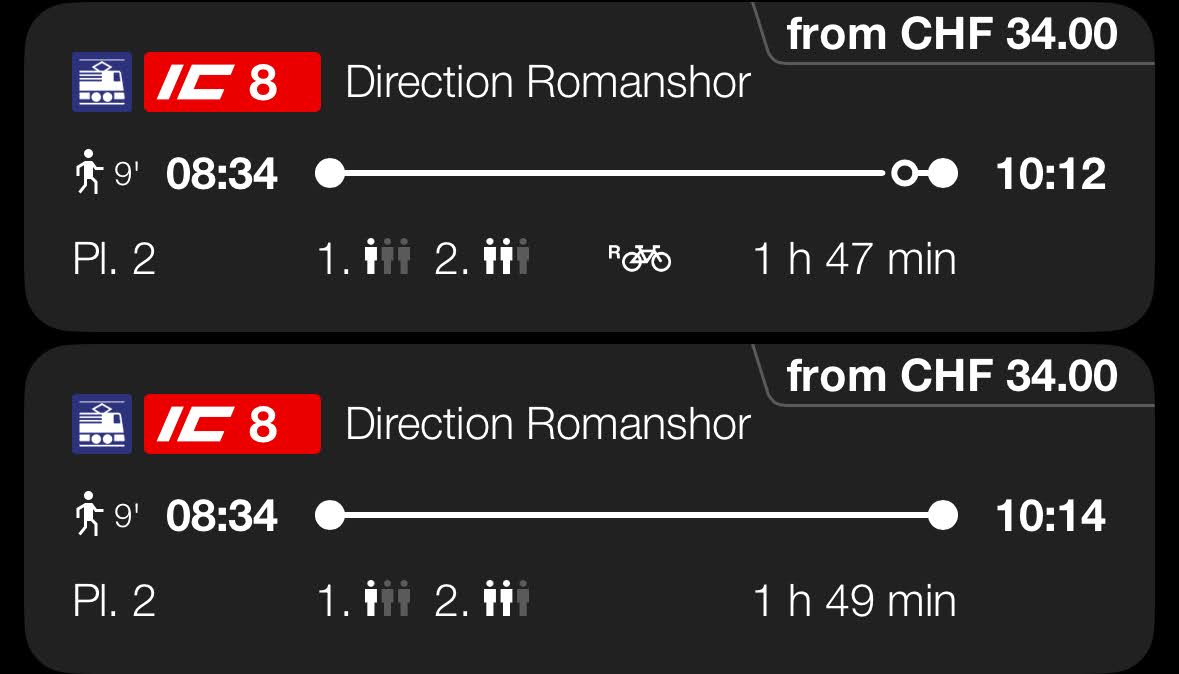 from CHF 34.00
IC 8 Direction Romanshor
9' 08:34 10:12
Pl. 2 1. 2. R 1 h 47 min
from CHF 34.00
IC 8 Direction Romanshor
9' 08:34 10:14
Pl. 2 1. 2. 1 h 49 min